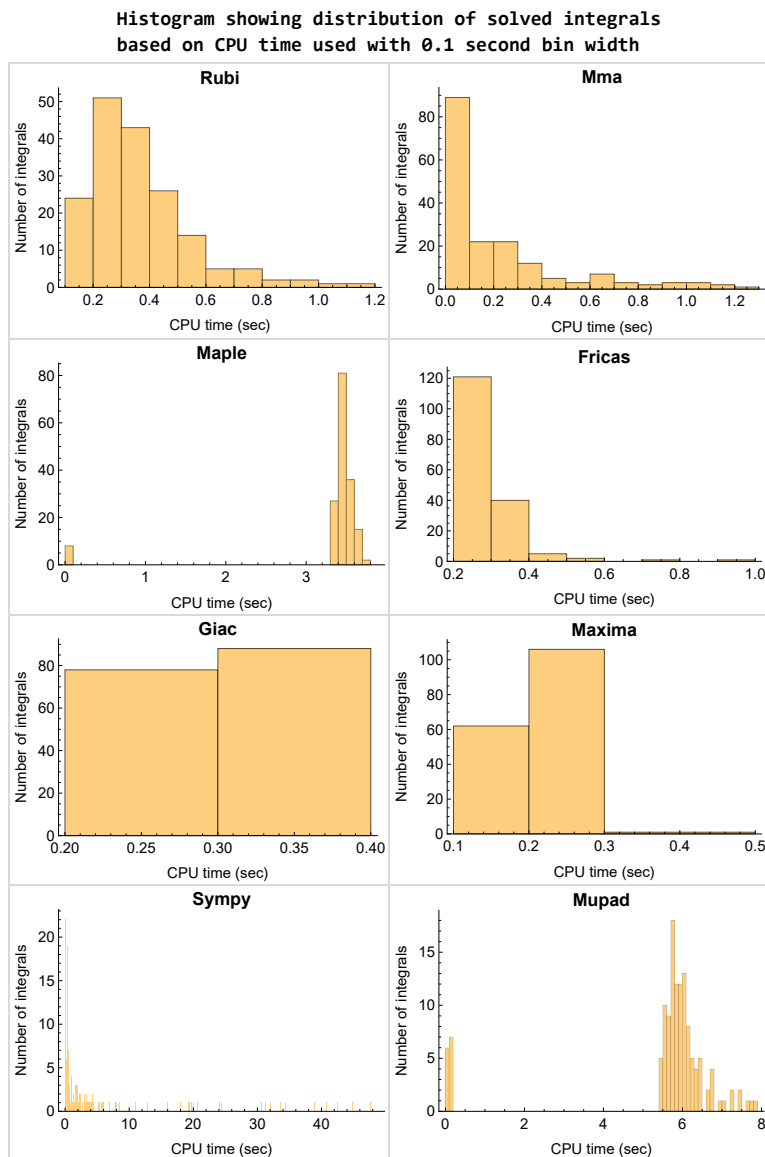 Histogram showing distribution of solved integrals
based on CPU time used with 0.1 second bin width
Rubi
Number of integrals
50
40
30
20
10
0
0.2 0.4 0.6 0.8 1.0 1.2
CPU time (sec)
Mma
Number of integrals
80
60
40
20
0
0.0 0.2 0.4 0.6 0.8 1.0 1.2
CPU time (sec)
Maple
Number of integrals
80
60
40
20
0
0 1 2 3
CPU time (sec)
Fricas
Number of integrals
120
100
80
60
40
20
0
0.2 0.4 0.6 0.8 1.0
CPU time (sec)
Giac
Number of integrals
80
60
40
20
0
0.20 0.25 0.30 0.35 0.40
CPU time (sec)
Maxima
Number of integrals
100
80
60
40
20
0
0.1 0.2 0.3 0.4 0.5
CPU time (sec)
Sympy
Number of integrals
20
15
10
5
0
0 10 20 30 40
CPU time (sec)
Mupad
Number of integrals
15
10
5
0
0 2 4 6 8
CPU time (sec)